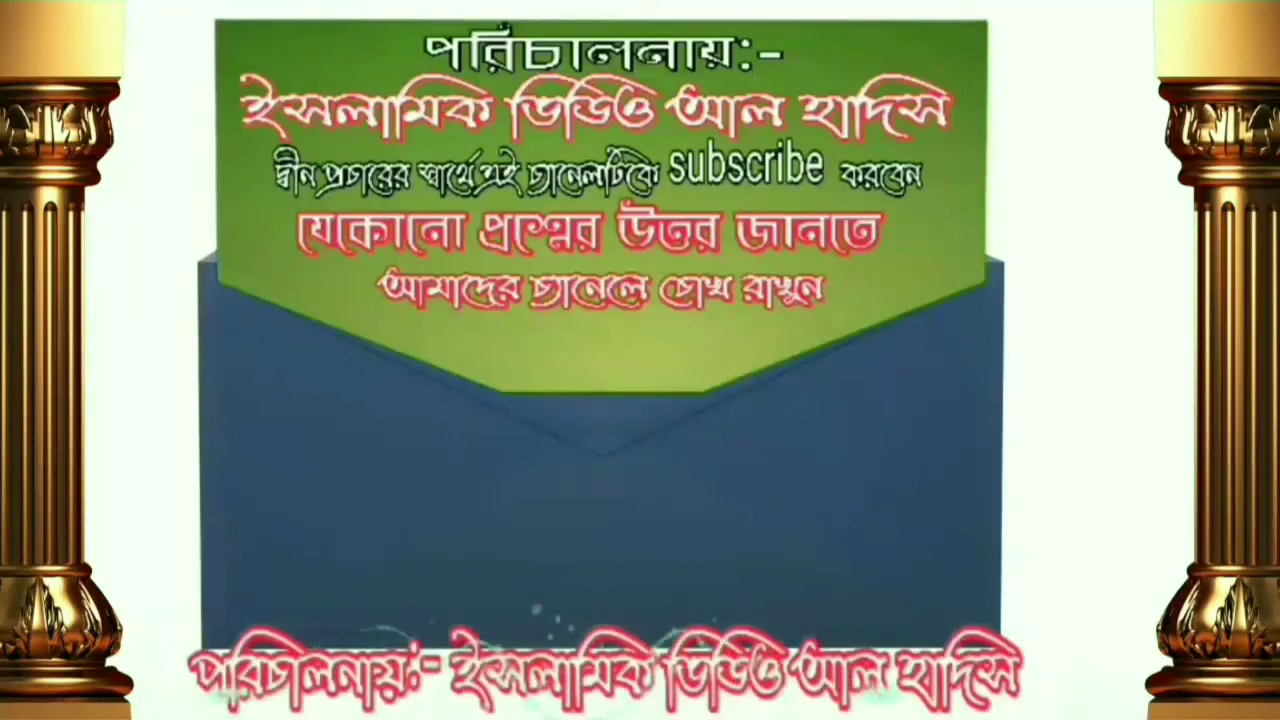 পরিচালনায়:-
ইসলামিক ভিডিও আল হাদিস
দ্বীন প্রচারের স্বার্থে এই চ্যানেলটিকে subscribe করবেন
যেকোনো প্রশ্নের উত্তর জানতে
আমাদের চ্যানেলে চোখ রাখুন
পরিচালনায়:- ইসলামিক ভিডিও আল হাদিস